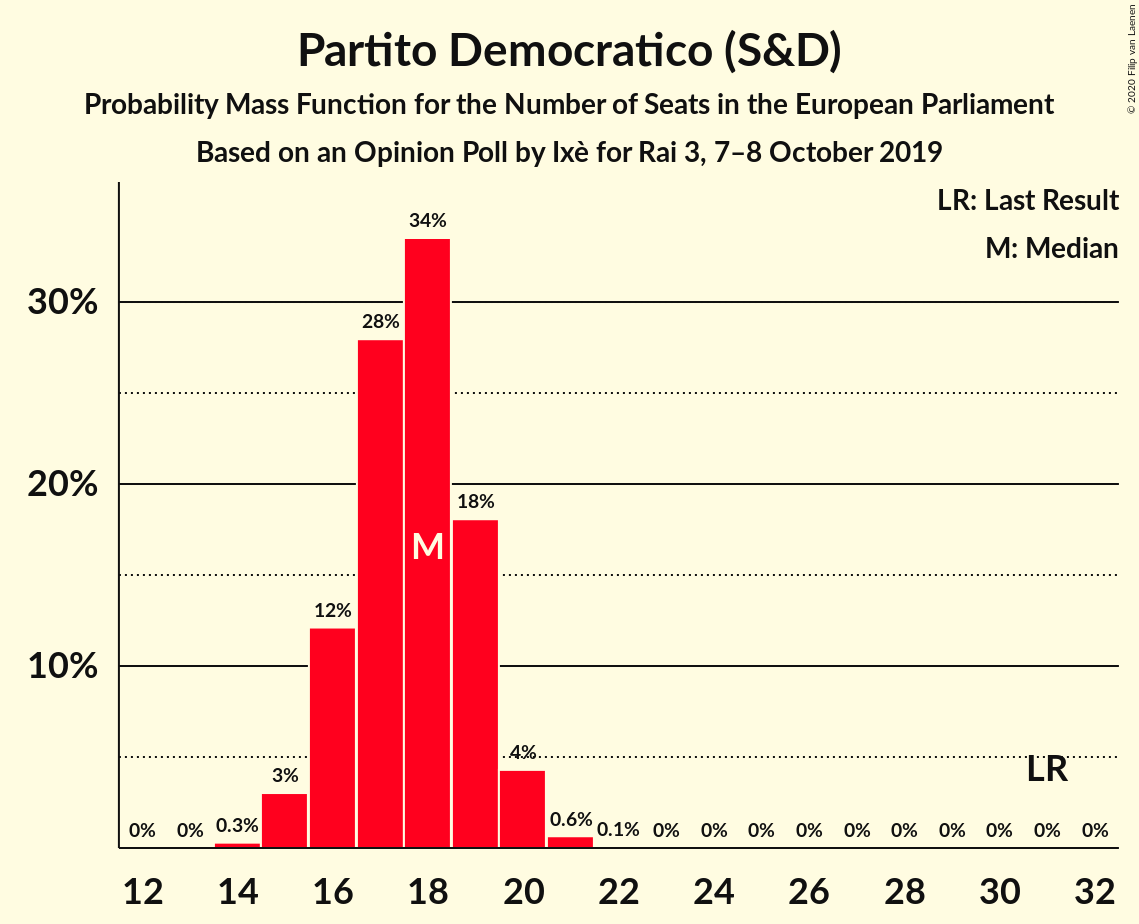 Partito Democratico (S&D)
Probability Mass Function for the Number of Seats in the European Parliament
Based on an Opinion Poll by Ixè for Rai 3, 7–8 October 2019
© 2020 Filip van Laenen
LR: Last Result
M: Median
34%
30%
28%
20%
18%
M
12%
10%
4%
LR
3%
0% 0% 0.3% 0.6% 0.1% 0% 0% 0% 0% 0% 0% 0% 0% 0% 0%
12 14 16 18 20 22 24 26 28 30 32